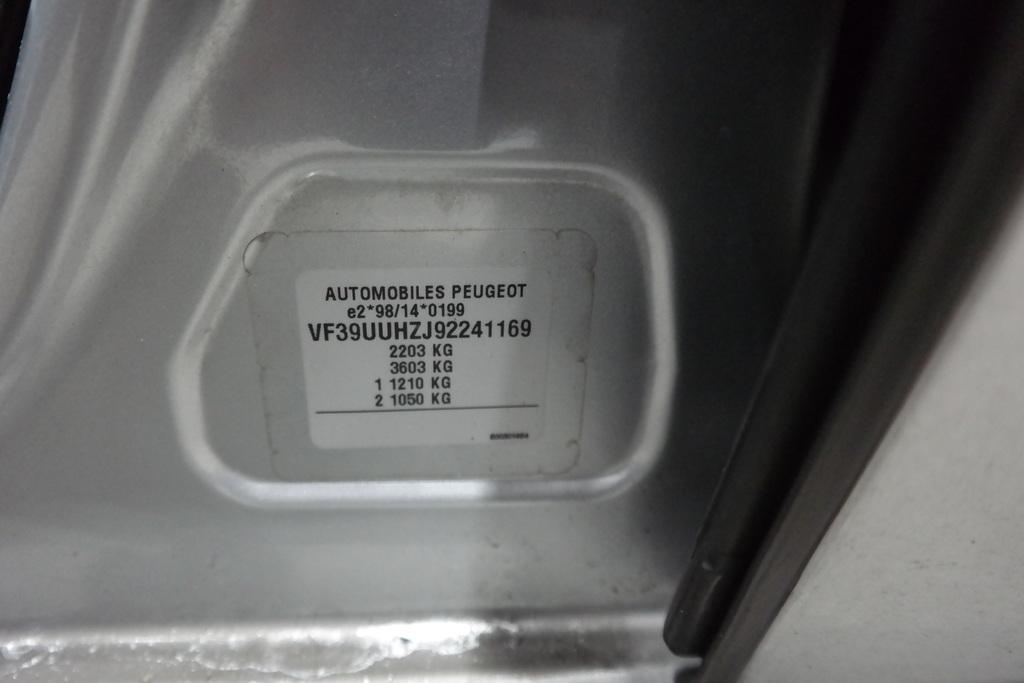 AUTOMOBILES PEUGEOT
e2*98/14*0199
VF39UUHZJ92241169
2203 KG
3603 KG
1 1210 KG
2 1050 KG